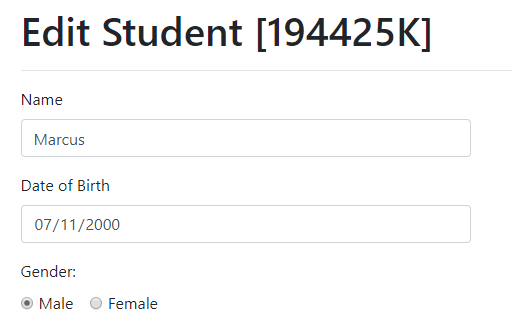 Edit Student [194425K]
Name
Marcus
Date of Birth
07/11/2000
Gender:
Male Female